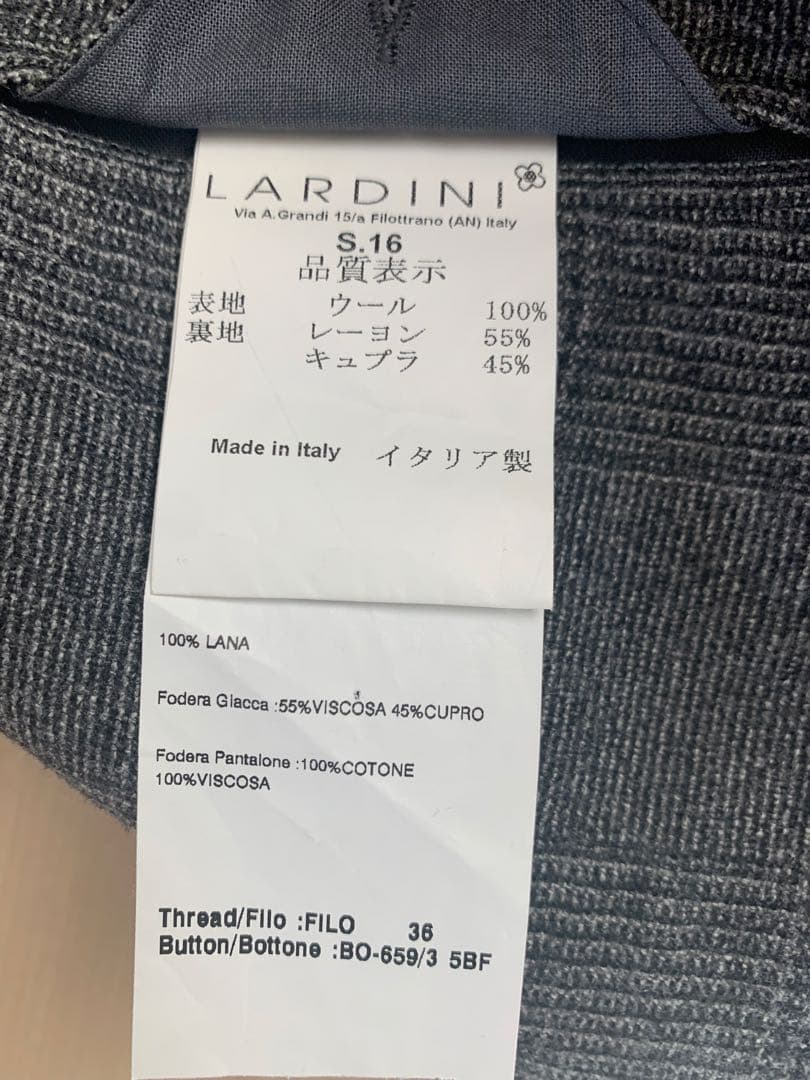 LARDINI
Via A.Grandi 15/a Filottrano (AN) Italy
S.16
品質表示
表地 ウール 100%
裏地 レーヨン 55%
キュプラ 45%
Made in Italy イタリア製
100% LANA
Fodera Giacca :55%VISCOSA 45%CUPRO
Fodera Pantalone :100%COTONE
100%VISCOSA
Thread/Filo :FILO 36
Button/Bottone :BO-659/3 5BF